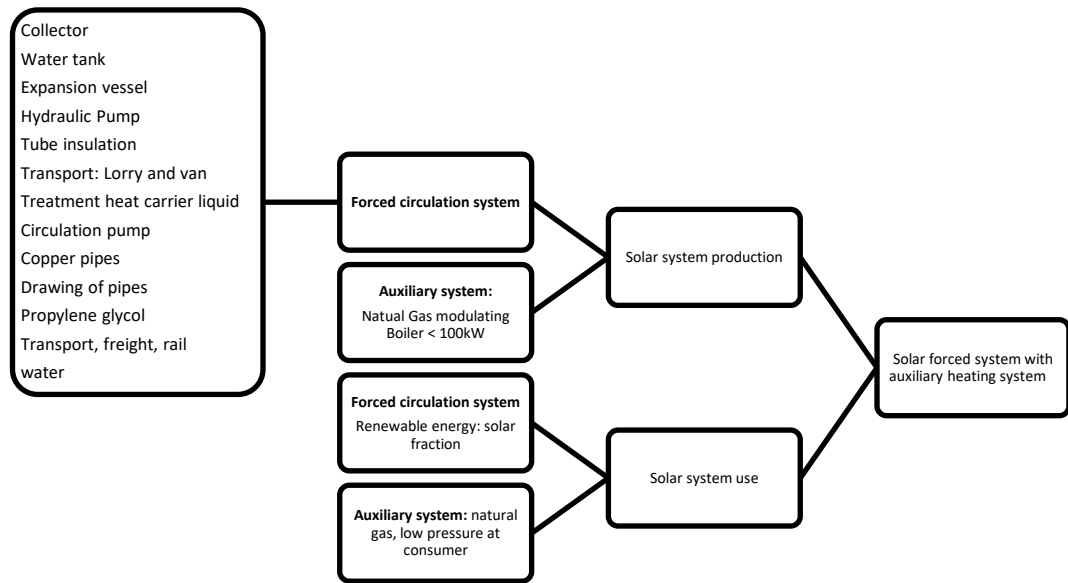 Collector
Water tank
Expansion vessel
Hydraulic Pump
Tube insulation
Transport: Lorry and van
Treatment heat carrier liquid
Circulation pump
Copper pipes
Drawing of pipes
Propylene glycol
Transport, freight, rail
water
Forced circulation system
Auxiliary system:
Natual Gas modulating
Boiler < 100kW
Forced circulation system
Renewable energy: solar
fraction
Auxiliary system: natural
gas, low pressure at
consumer
Solar system production
Solar system use
Solar forced system with
auxiliary heating system